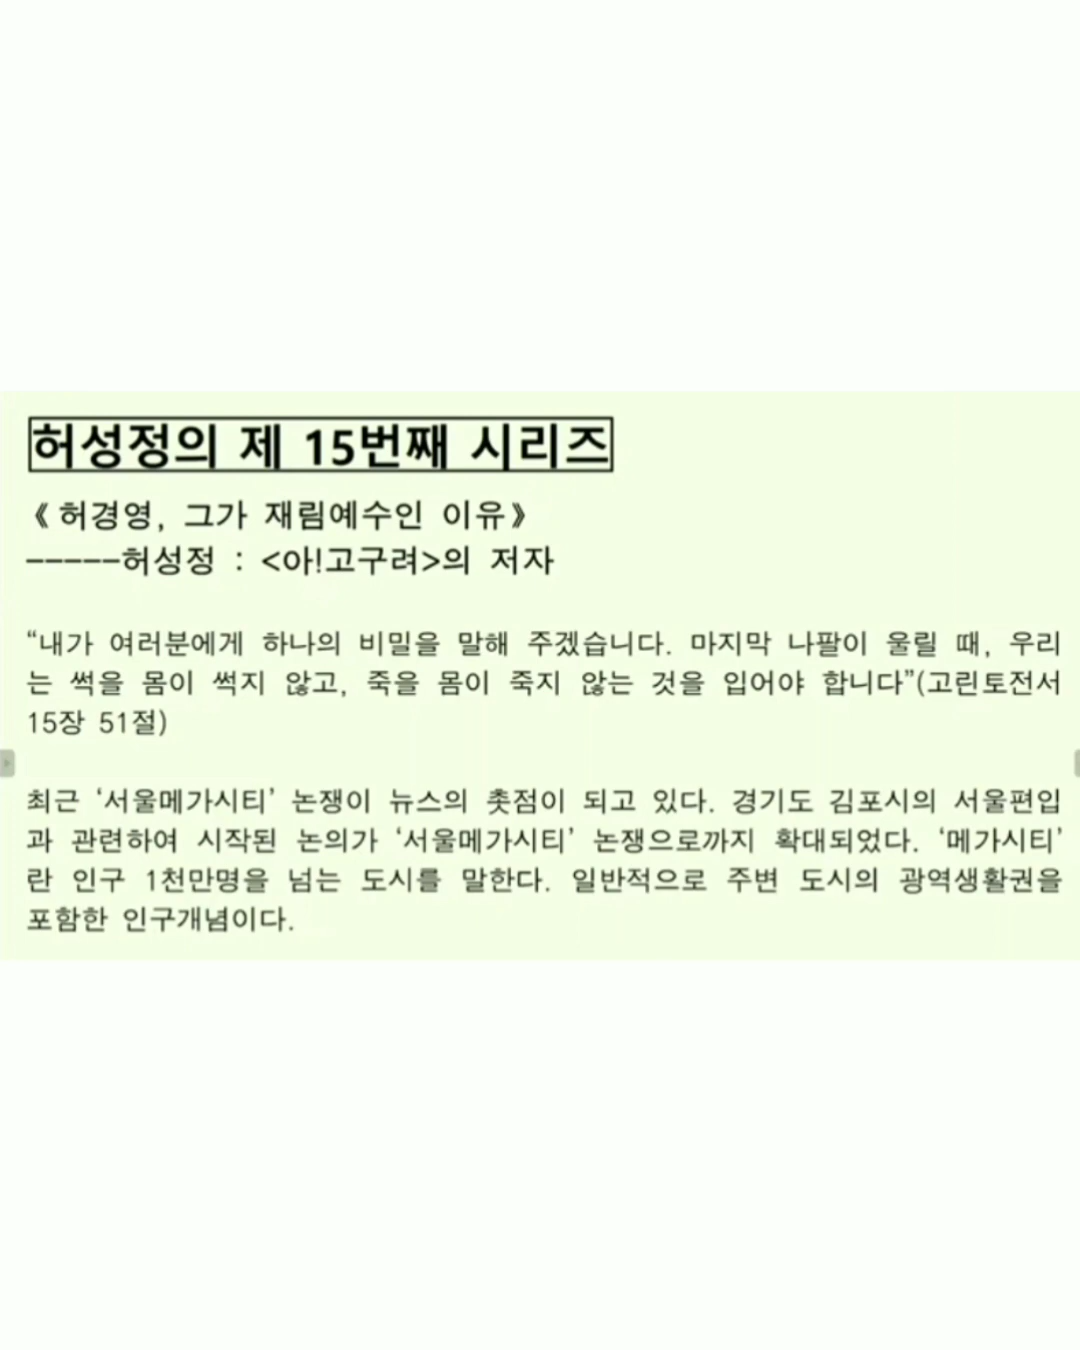 허성정의 제 15번째 시리즈
《 허경영, 그가 재림예수인 이유》
-----허성정 : <아!고구려>의 저자
“내가 여러분에게 하나의 비밀을 말해 주겠습니다. 마지막 나팔이 울릴 때, 우리
는 썩을 몸이 썩지 않고, 죽을 몸이 죽지 않는 것을 입어야 합니다”(고린토전서
15장 51절)
최근 ‘서울메가시티’ 논쟁이 뉴스의 촛점이 되고 있다. 경기도 김포시의 서울편입
과 관련하여 시작된 논의가 ‘서울메가시티’ 논쟁으로까지 확대되었다. ‘메가시티’
란 인구 1천만명을 넘는 도시를 말한다. 일반적으로 주변 도시의 광역생활권을
포함한 인구개념이다.